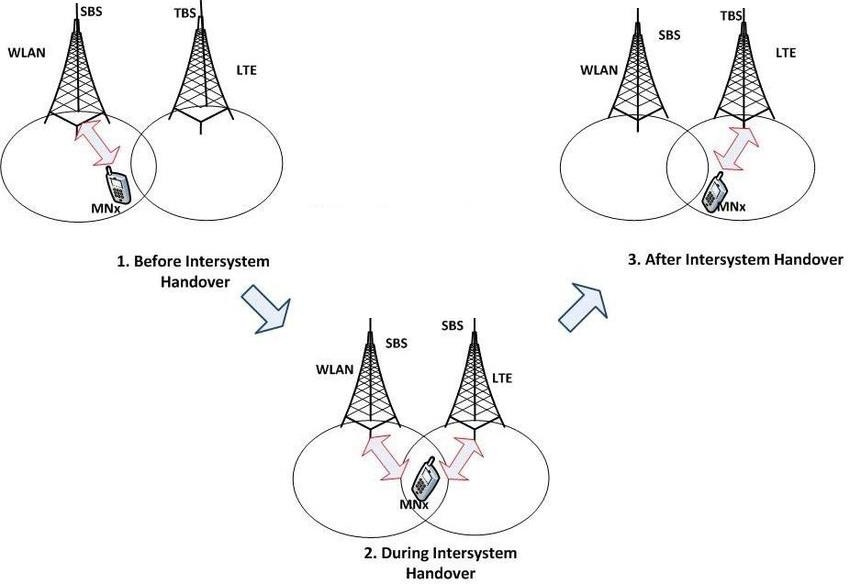 SBS
TBS
WLAN
LTE
MNx
1. Before Intersystem
Handover
SBS
TBS
WLAN
LTE
MNx
3. After Intersystem Handover
SBS
SBS
WLAN
LTE
MNx
2. During Intersystem
Handover